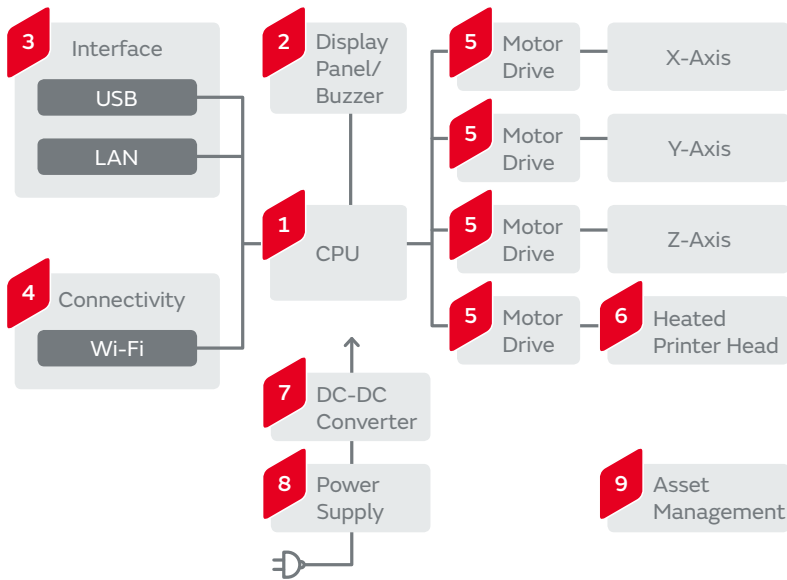 3
Interface
USB
LAN
4
Connectivity
Wi-Fi
2
Display
Panel/
Buzzer
1
CPU
7
DC-DC
Converter
8
Power
Supply
5
Motor
Drive
X-Axis
5
Motor
Drive
Y-Axis
5
Motor
Drive
Z-Axis
5
Motor
Drive
6
Heated
Printer Head
9
Asset
Management